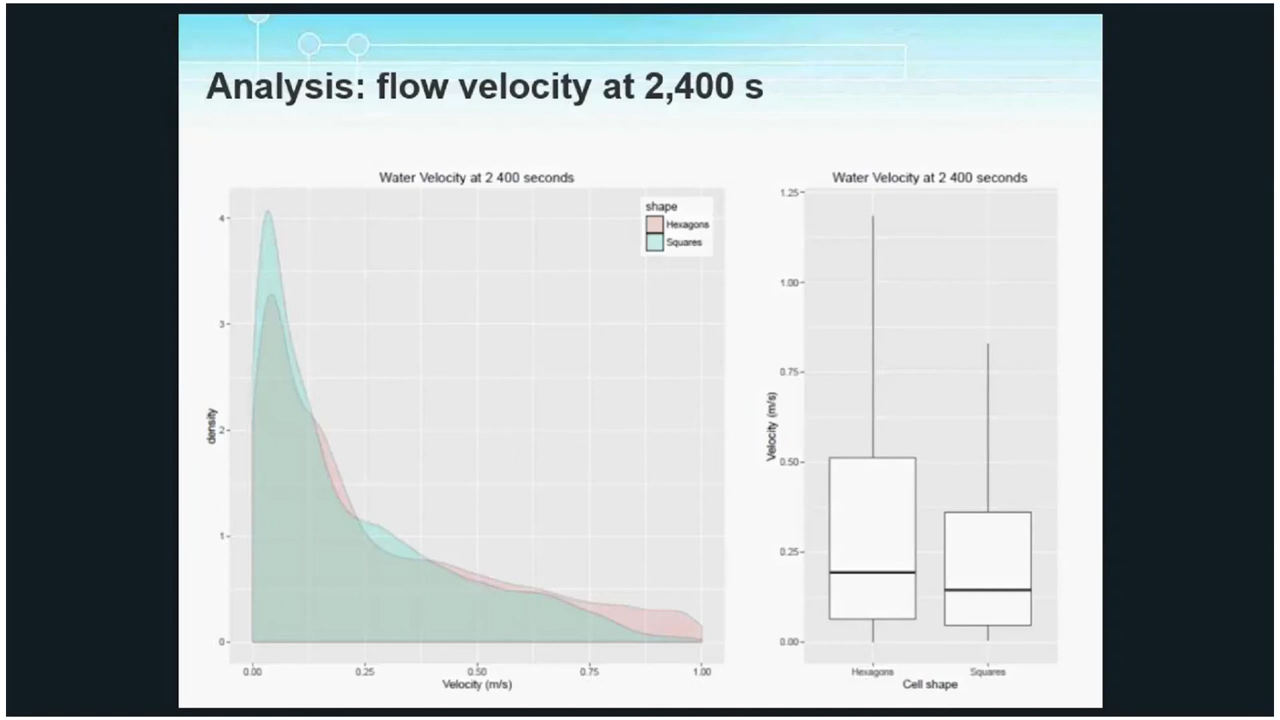 Analysis: flow velocity at 2,400 s
Water Velocity at 2 400 seconds
shape
Hexagons
Squares
density
4
3
2
1
0
0.00 0.25 0.50 0.75 1.00
Velocity (m/s)
Water Velocity at 2 400 seconds
Velocity (m/s)
1.25
1.00
0.75
0.50
0.25
0.00
Hexagons Squares
Cell shape